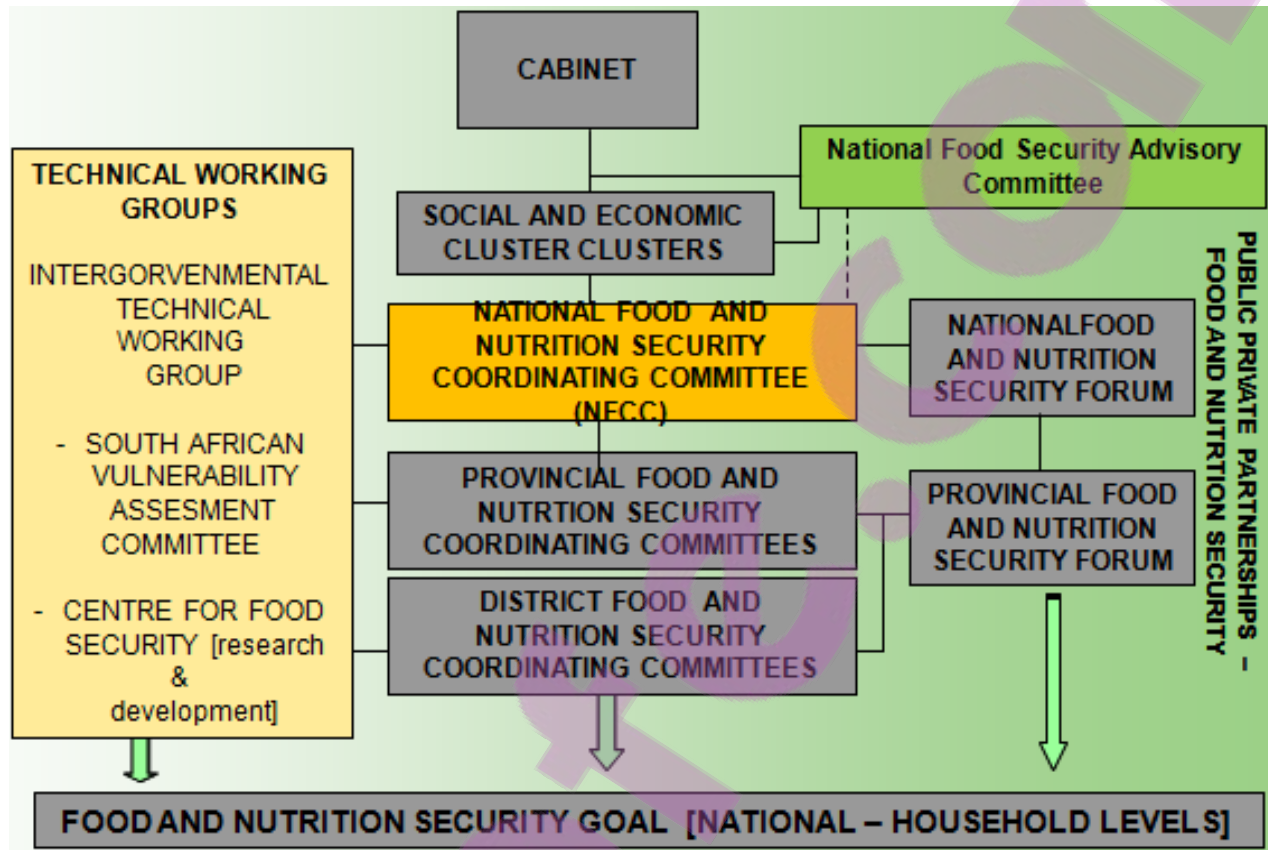 CABINET
National Food Security Advisory
Committee
TECHNICAL WORKING
GROUPS
INTERGORVENMENTAL
TECHNICAL
WORKING
GROUP
- SOUTH AFRICAN
VULNERABILITY
ASSESMENT
COMMITTEE
- CENTRE FOR FOOD
SECURITY [research
&
development]
SOCIAL AND ECONOMIC
CLUSTER CLUSTERS
NATIONAL FOOD AND
NUTRITION SECURITY
COORDINATING COMMITTEE
(NFCC)
NATIONALFOOD
AND NUTRITION
SECURITY FORUM
PROVINCIAL FOOD AND
NUTRTION SECURITY
COORDINATING COMMITTEES
PROVINCIAL FOOD
AND NUTRITION
SECURITY FORUM
DISTRICT FOOD AND
NUTRITION SECURITY
COORDINATING COMMITTEES
PUBLIC PRIVATE PARTNERSHIPS –
FOOD AND NUTRTION SECURITY
FOOD AND NUTRITION SECURITY GOAL [NATIONAL – HOUSEHOLD LEVELS]